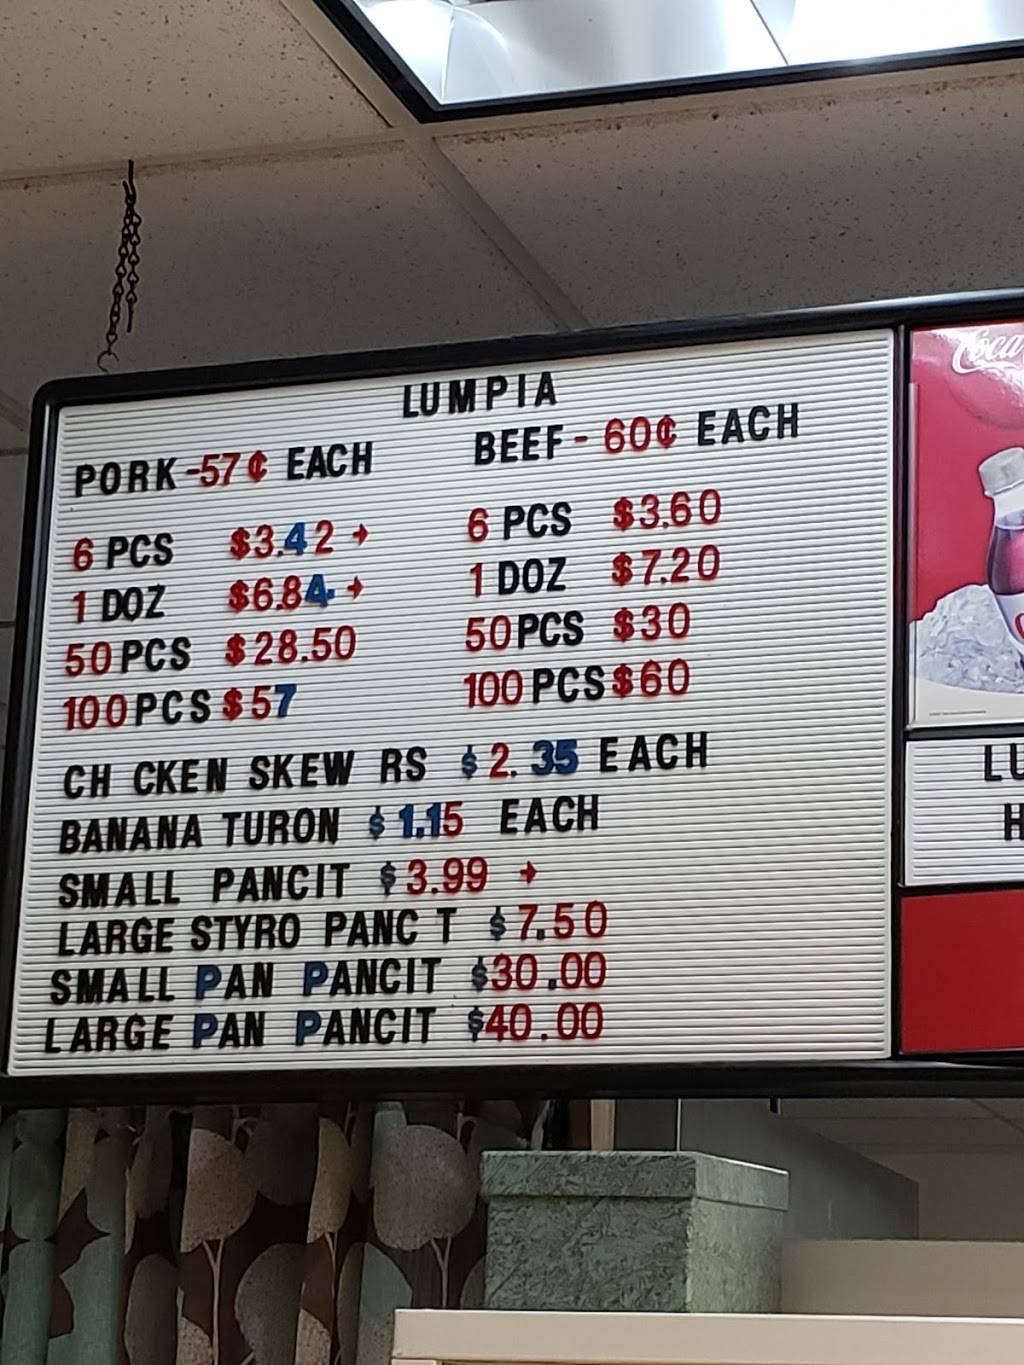 LUMPIA
PORK-57¢ EACH BEEF- 60¢ EACH
6 PCS $3.42 → 6 PCS $3.60
1 DOZ $6.84. → 1 DOZ $7.20
50 PCS $28.50 50 PCS $30
100 PCS $57 100 PCS $60
CH CKEN SKEW RS $2.35 EACH
BANANA TURON $1.15 EACH
SMALL PANCIT $3.99 →
LARGE STYRO PANC T $7.50
SMALL PAN PANCIT $30.00
LARGE PAN PANCIT $40.00
Coca
LU
H